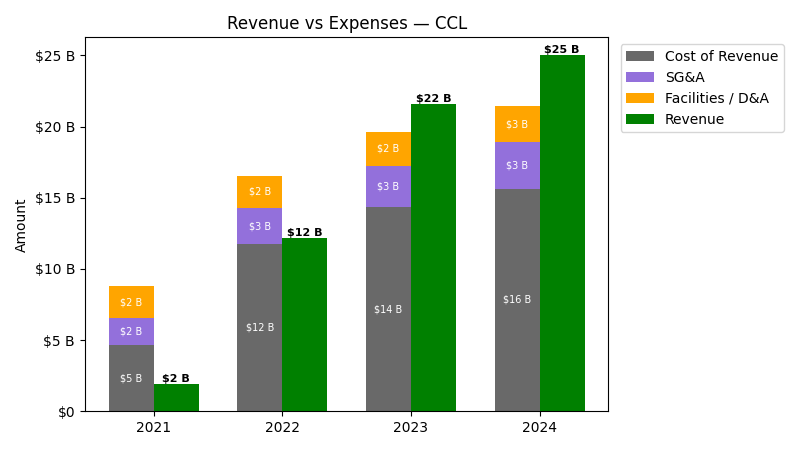 Revenue vs Expenses — CCL
Amount
$25 B
$20 B
$15 B
$10 B
$5 B
$0
$2 B
$2 B
$5 B
$2 B
$2 B
$3 B
$12 B
$12 B
$2 B
$3 B
$14 B
$22 B
$3 B
$3 B
$16 B
$25 B
2021
2022
2023
2024
Cost of Revenue
SG&A
Facilities / D&A
Revenue